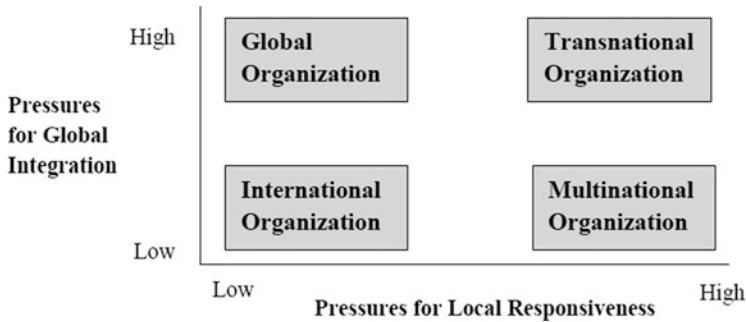 High
Global
Organization
Transnational
Organization
Pressures
for Global
Integration
International
Organization
Multinational
Organization
Low
Low
Pressures for Local Responsiveness
High